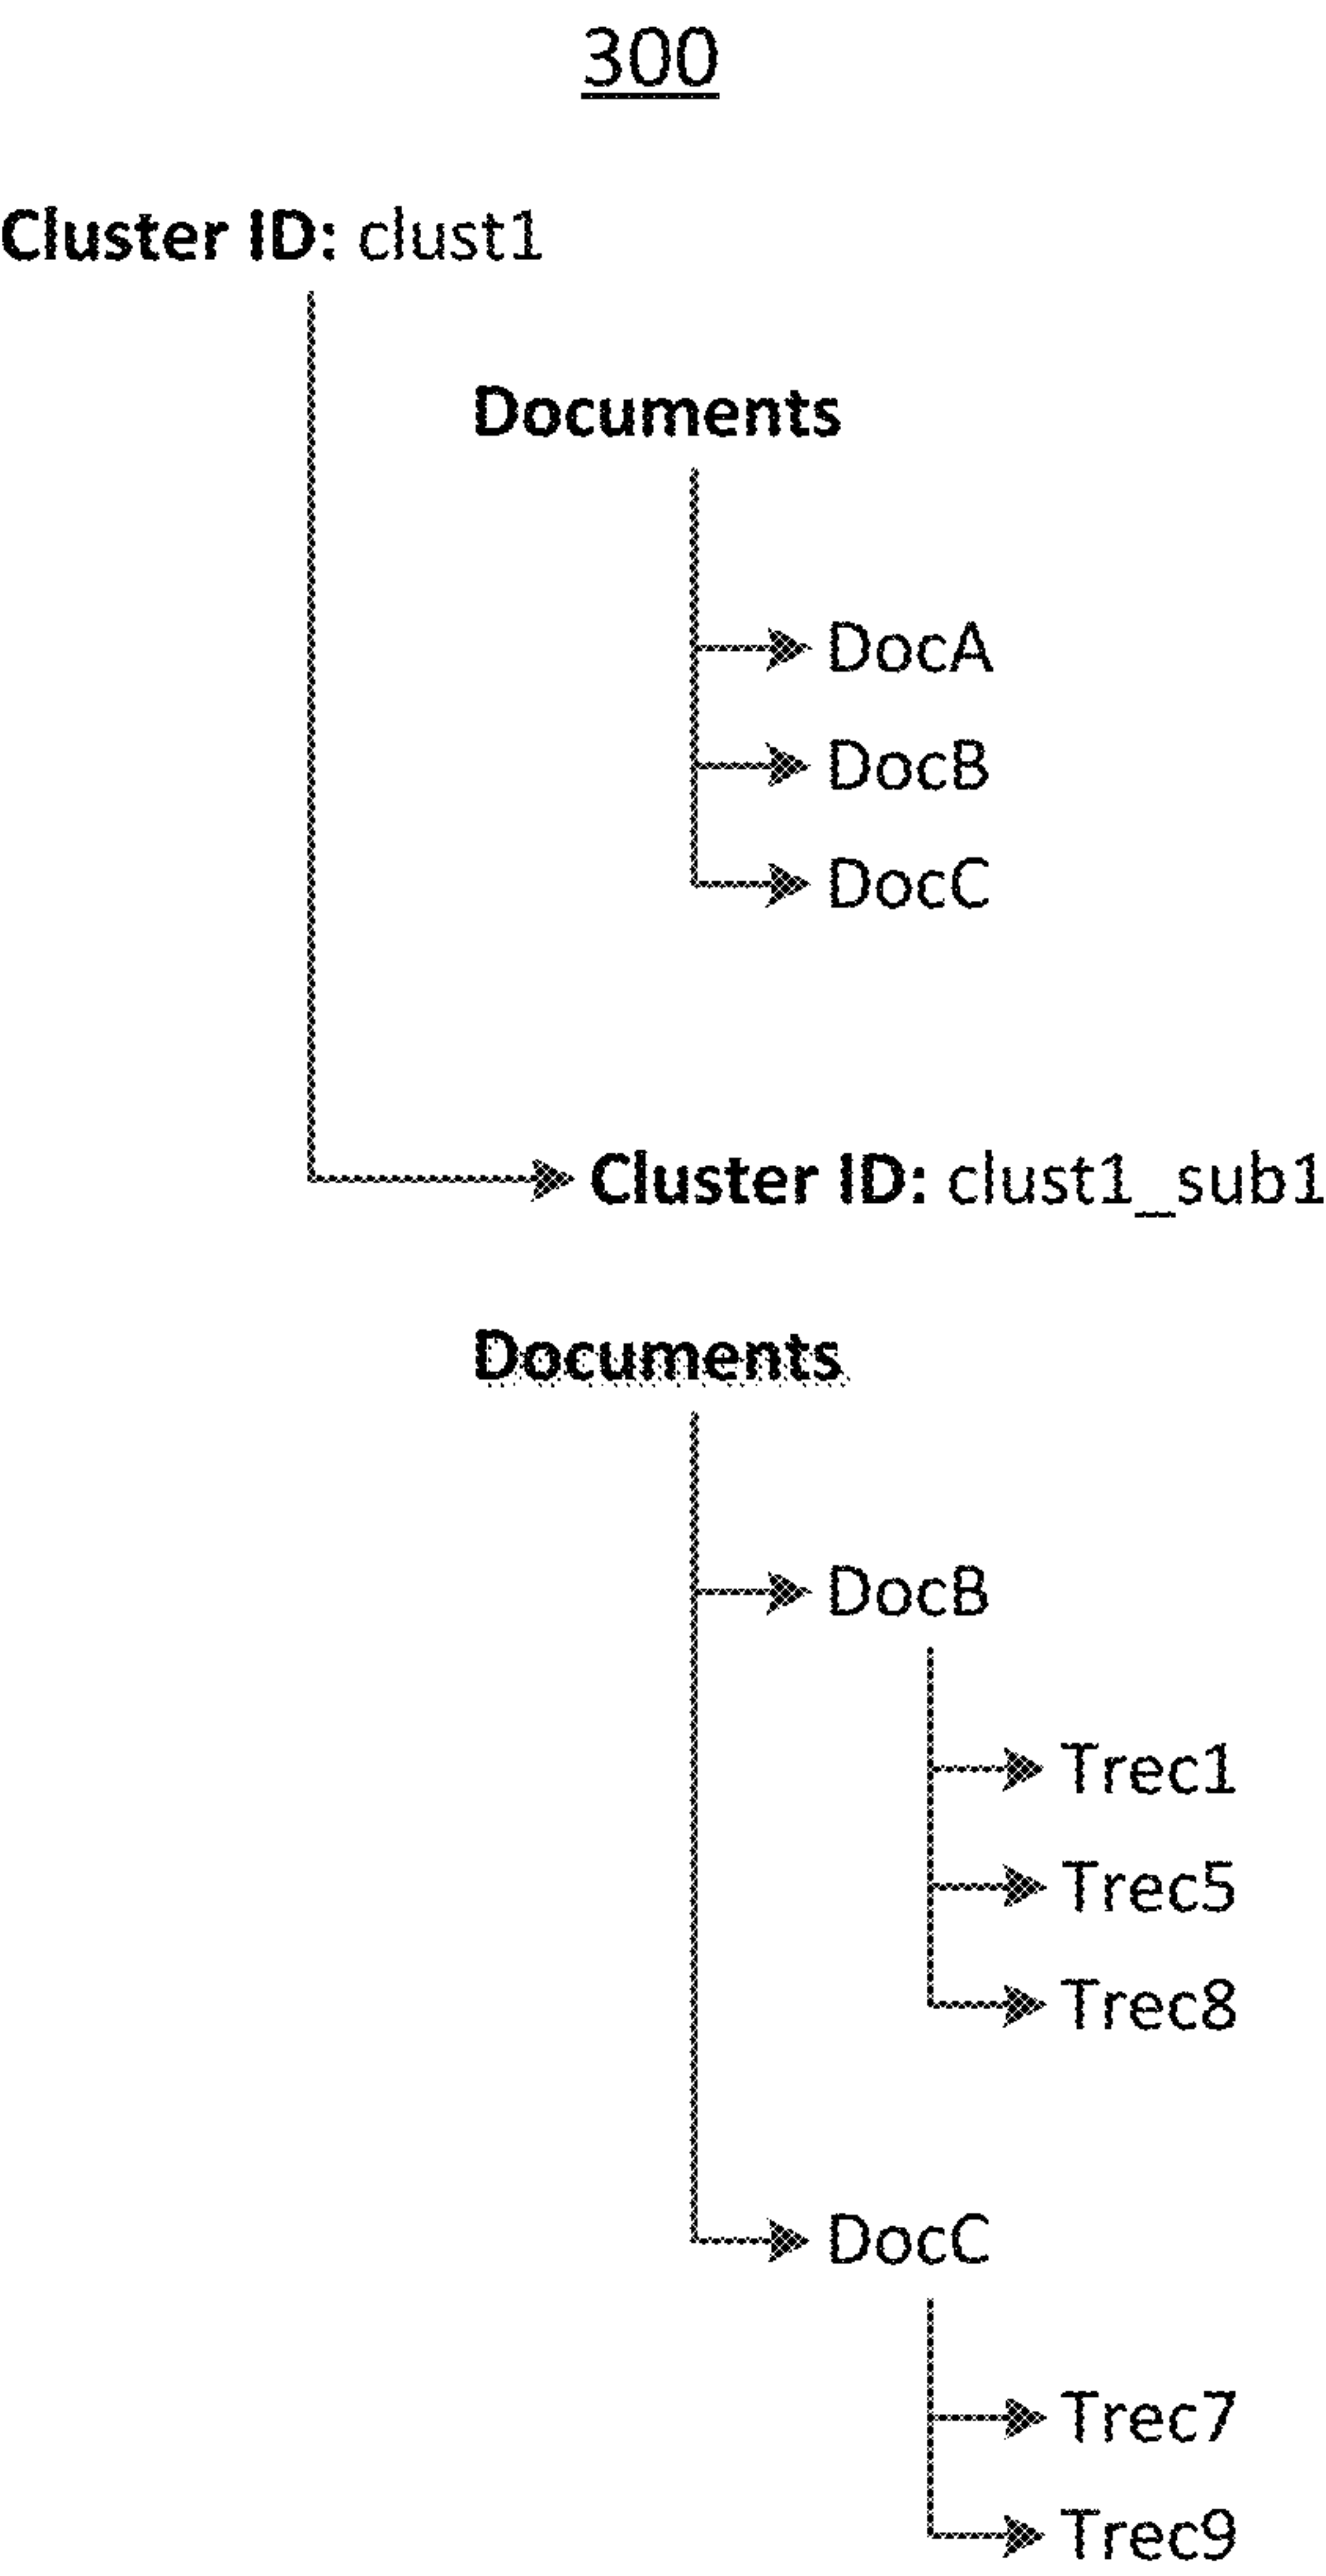 300
Cluster ID: clust1
Documents
DocA
DocB
DocC
Cluster ID: clust1_sub1
Documents
DocB
Trec1
Trec5
Trec8
DocC
Trec7
Trec9